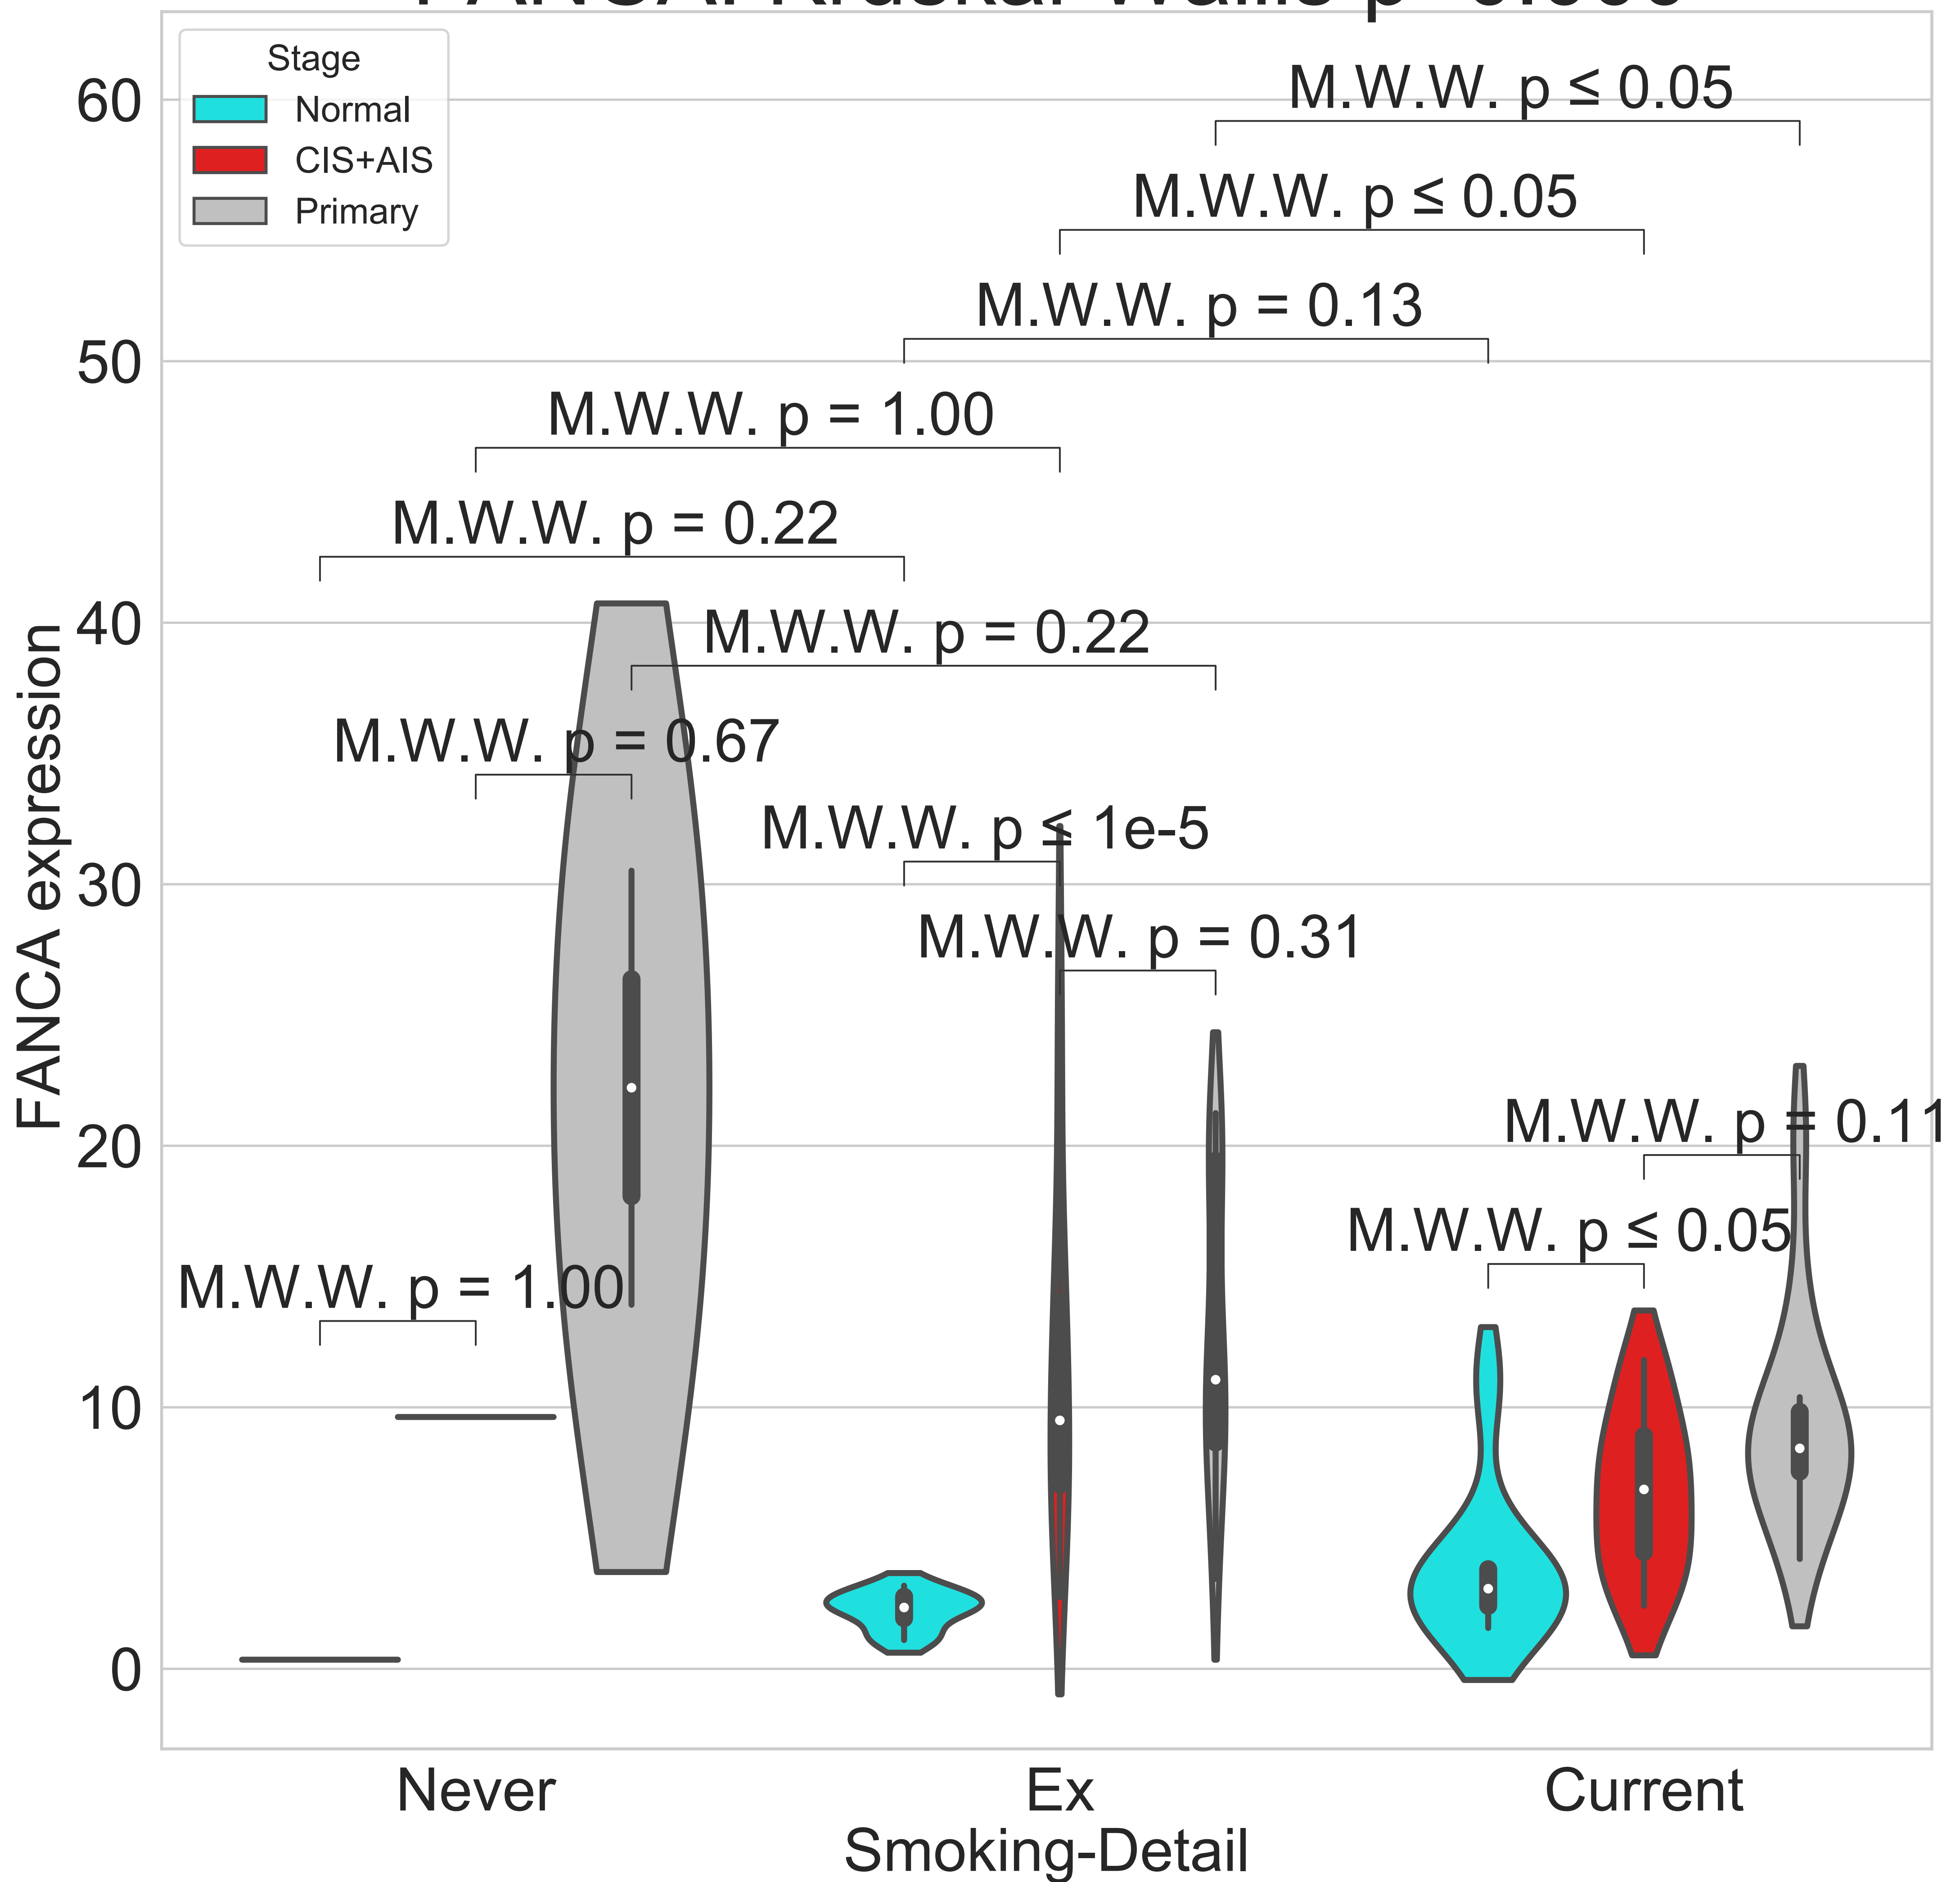 Stage
Normal
CIS+AIS
Primary
M.W.W. p ≤ 0.05
M.W.W. p ≤ 0.05
M.W.W. p = 0.13
M.W.W. p = 1.00
M.W.W. p = 0.22
M.W.W. p = 0.22
M.W.W. p = 0.67
M.W.W. p ≤ 1e-5
M.W.W. p = 0.31
M.W.W. p = 0.11
M.W.W. p ≤ 0.05
M.W.W. p = 1.00
60
50
40
30
20
10
0
FANCA expression
Never
Ex
Current
Smoking-Detail